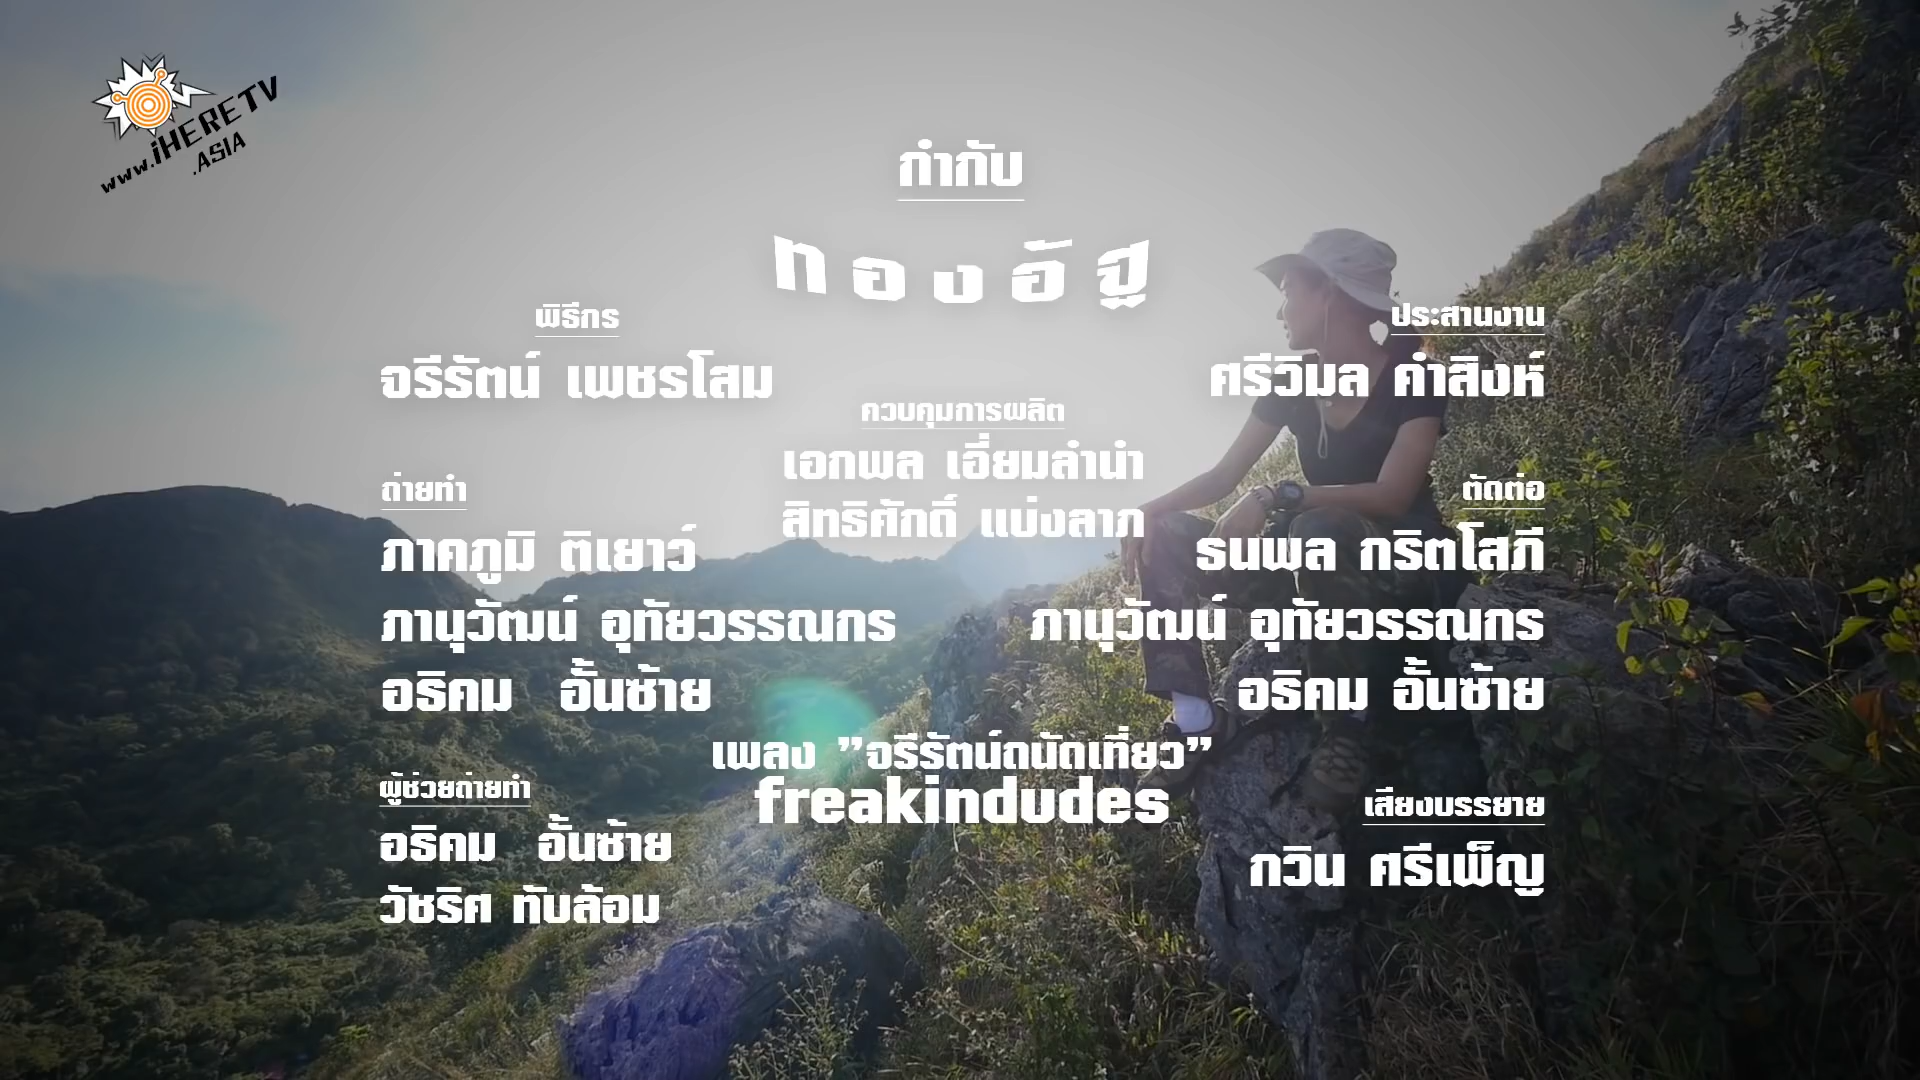 www.iHERE TV
.ASIA
กำกับ
ทองอัฐ
พิธีกร
จรีรัตน์ เพชรโสม
ประสานงาน
ศรีวิมล คำสิงห์
ควบคุมการผลิต
เอกพล เอี่ยมลำนำ
สิทธิศักดิ์ แบ่งลาภ
ถ่ายทำ
ภาคภูมิ ติเยาว์
ภานุวัฒน์ อุทัยวรรณกร
อธิคม อั้นซ้าย
ตัดต่อ
ธนพล กริตโสภี
ภานุวัฒน์ อุทัยวรรณกร
อธิคม อั้นซ้าย
เพลง "จรีรัตน์ถนัดเที่ยว"
freakindudes
ผู้ช่วยถ่ายทำ
อธิคม อั้นซ้าย
วัชริศ ทับล้อม
เสียงบรรยาย
กวิน ศรีเพ็ญ